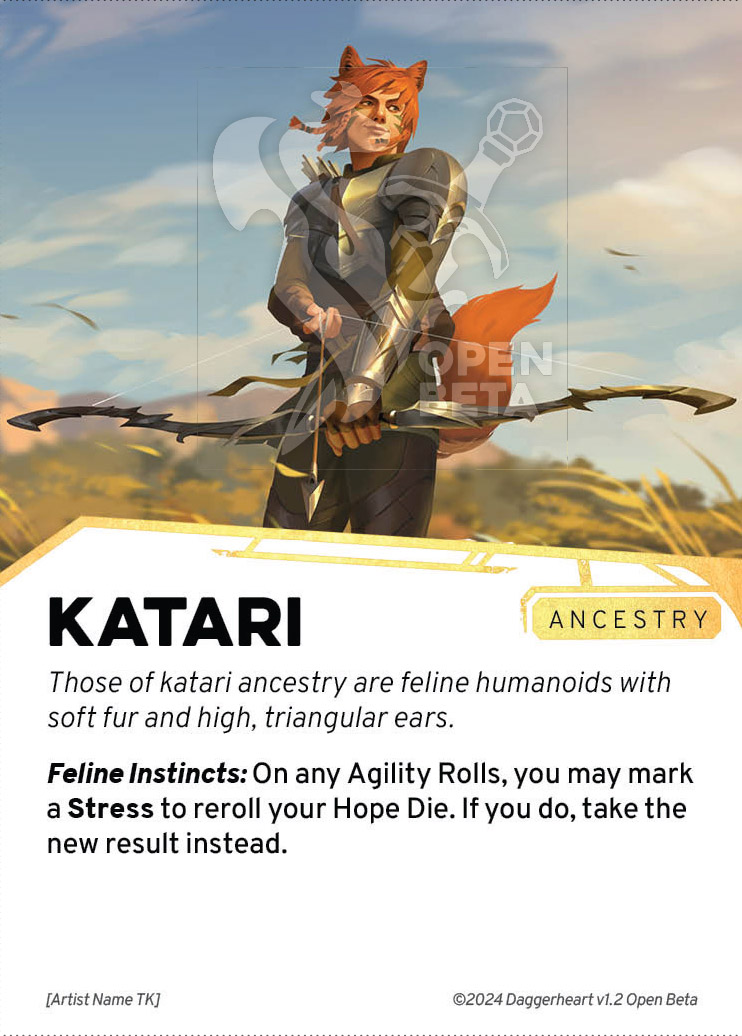 OPEN
BETA
KATARI
ANCESTRY
Those of katari ancestry are feline humanoids with
soft fur and high, triangular ears.
Feline Instincts: On any Agility Rolls, you may mark
a Stress to reroll your Hope Die. If you do, take the
new result instead.
[Artist Name TK]
©2024 Daggerheart v1.2 Open Beta